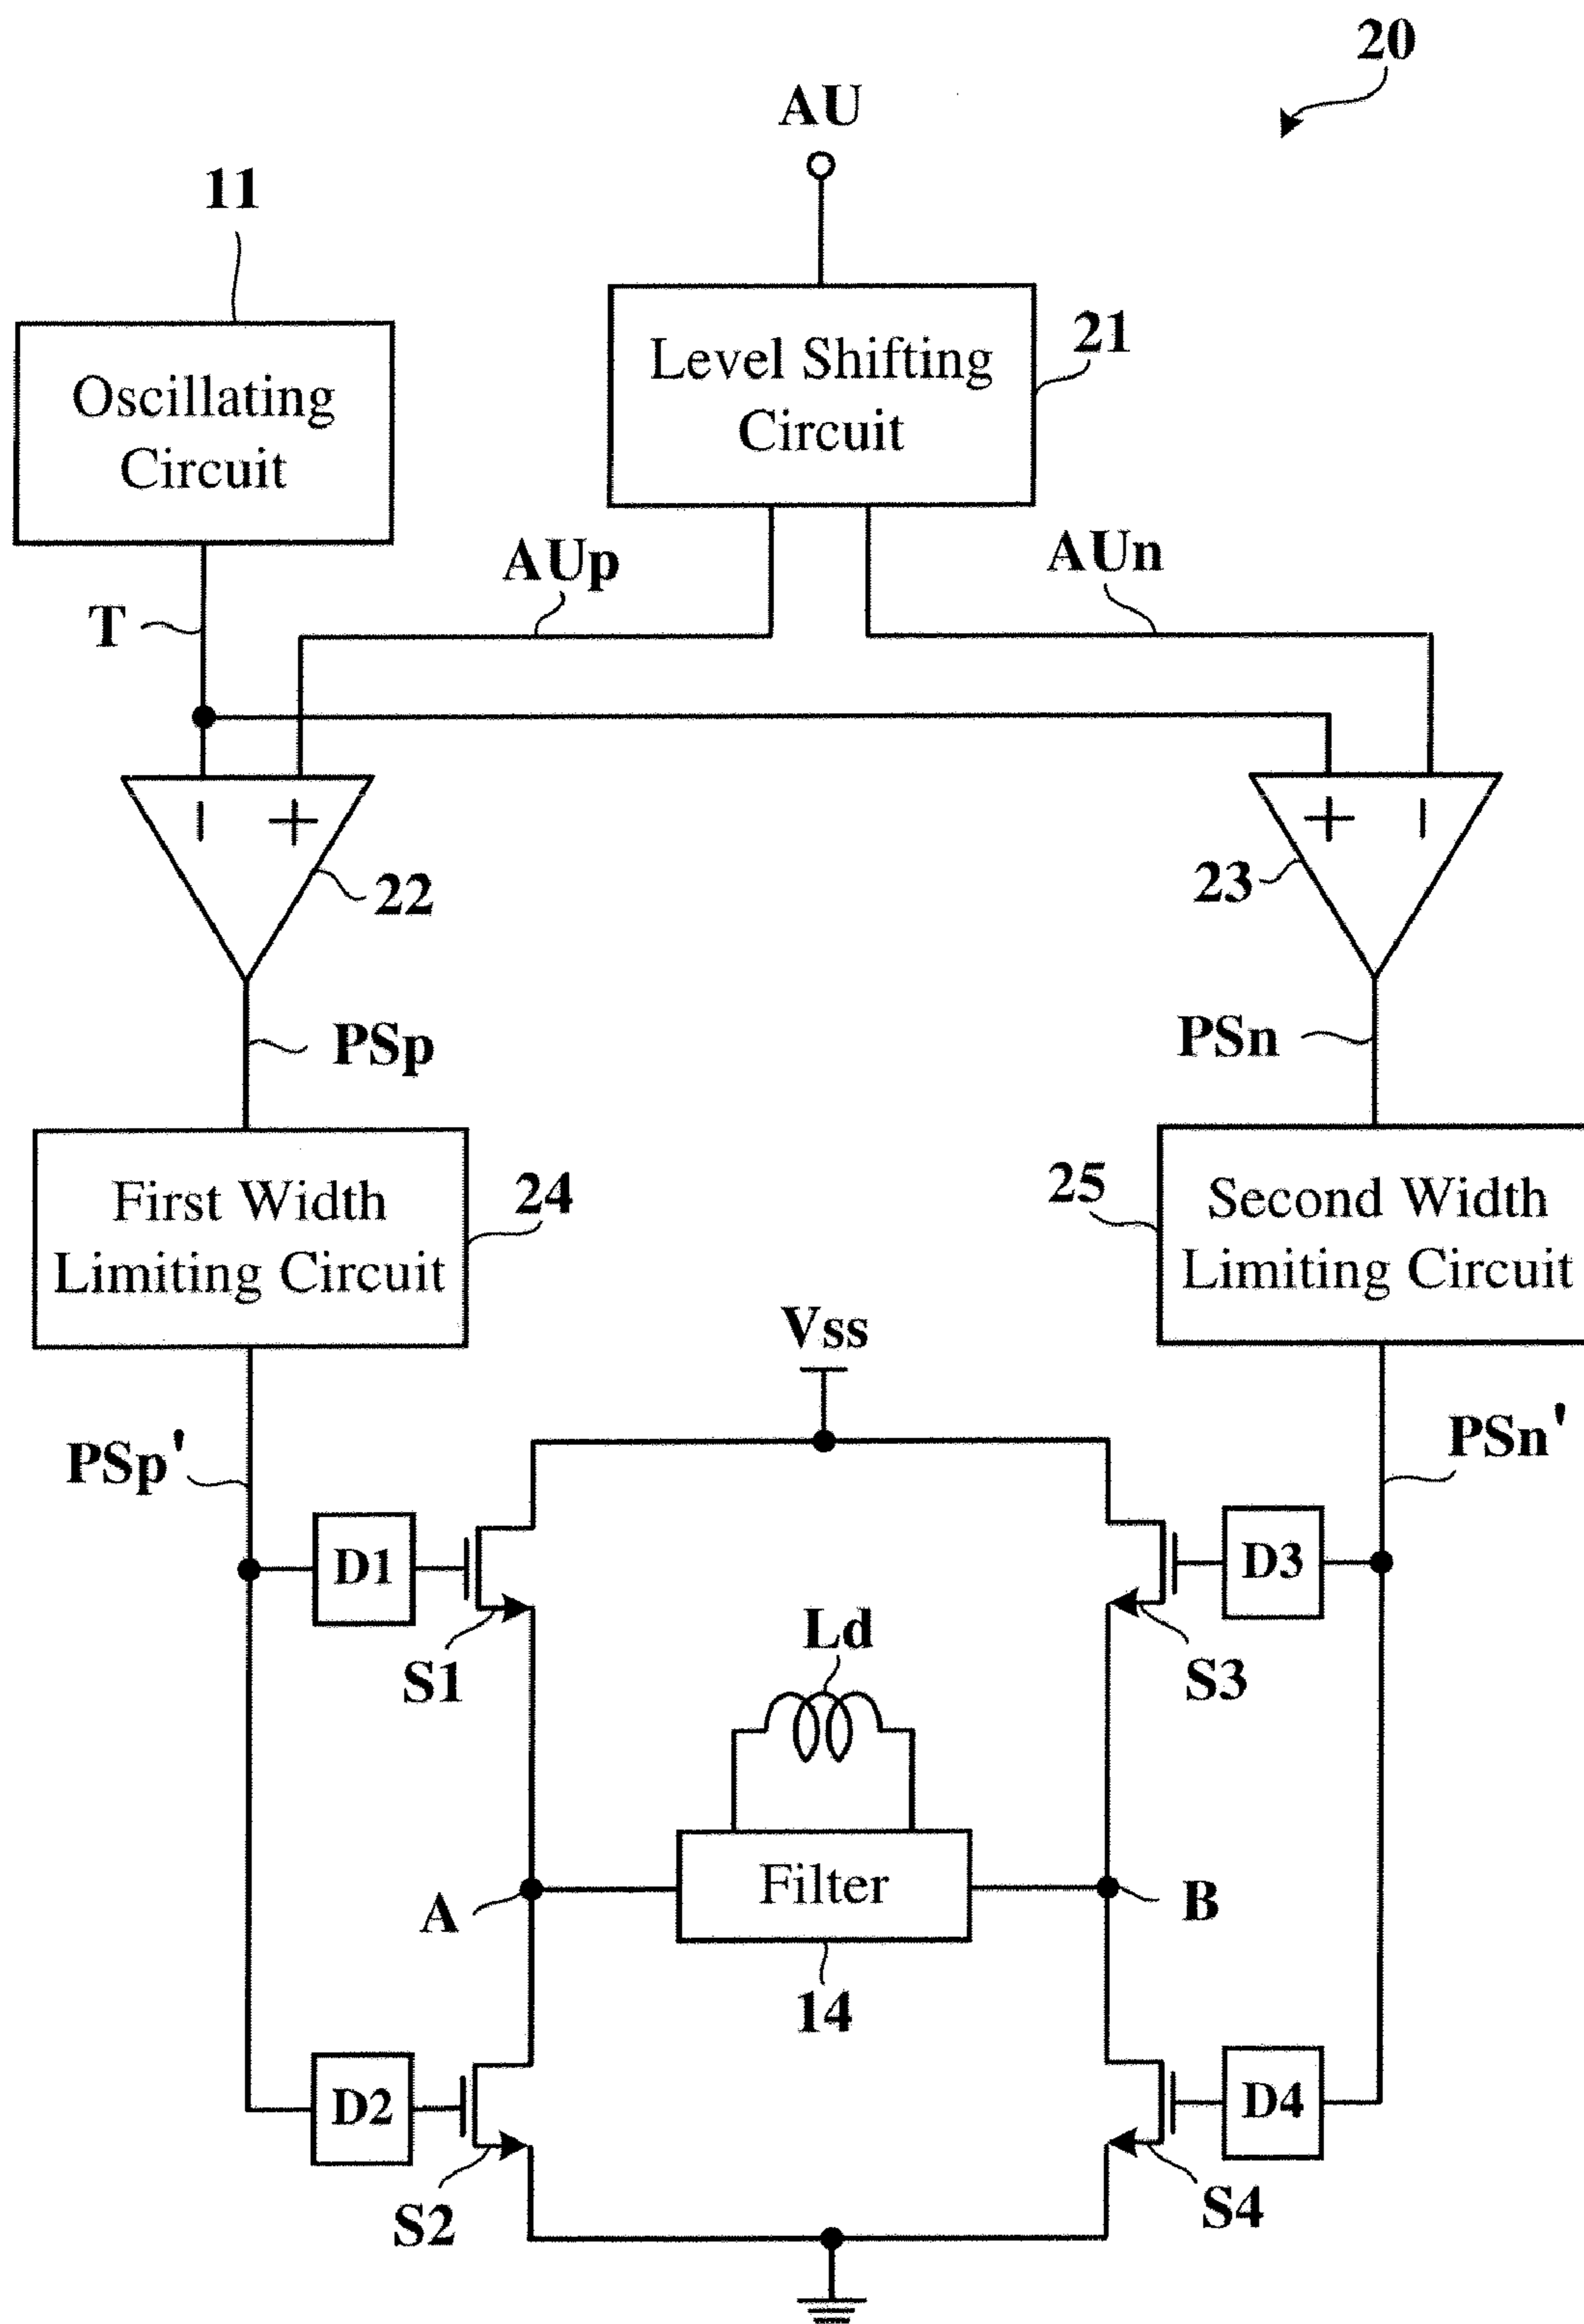 20
AU
11
Oscillating
Circuit
Level Shifting
Circuit
21
AUp
AUn
T
− +
+ −
22
23
PSp
PSn
First Width
Limiting Circuit
24
25
Second Width
Limiting Circuit
Vss
PSp'
PSn'
D1
D3
S1
Ld
S3
A
Filter
B
14
D2
D4
S2
S4